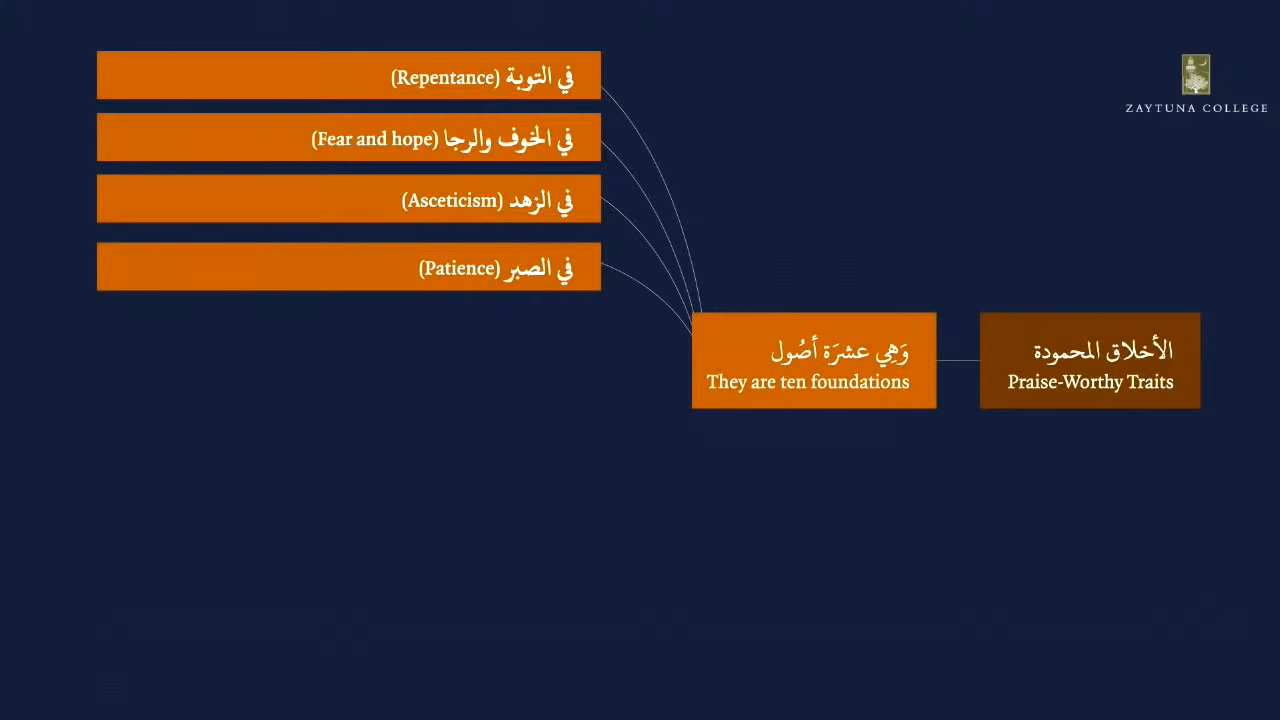 في التوبة (Repentance)
في الخوف والرجا (Fear and hope)
في الزهد (Asceticism)
في الصبر (Patience)
ZAYTUNA COLLEGE
الأخلاق المحمودة
Praise-Worthy Traits
وَهِي عشرَة أصُول
They are ten foundations